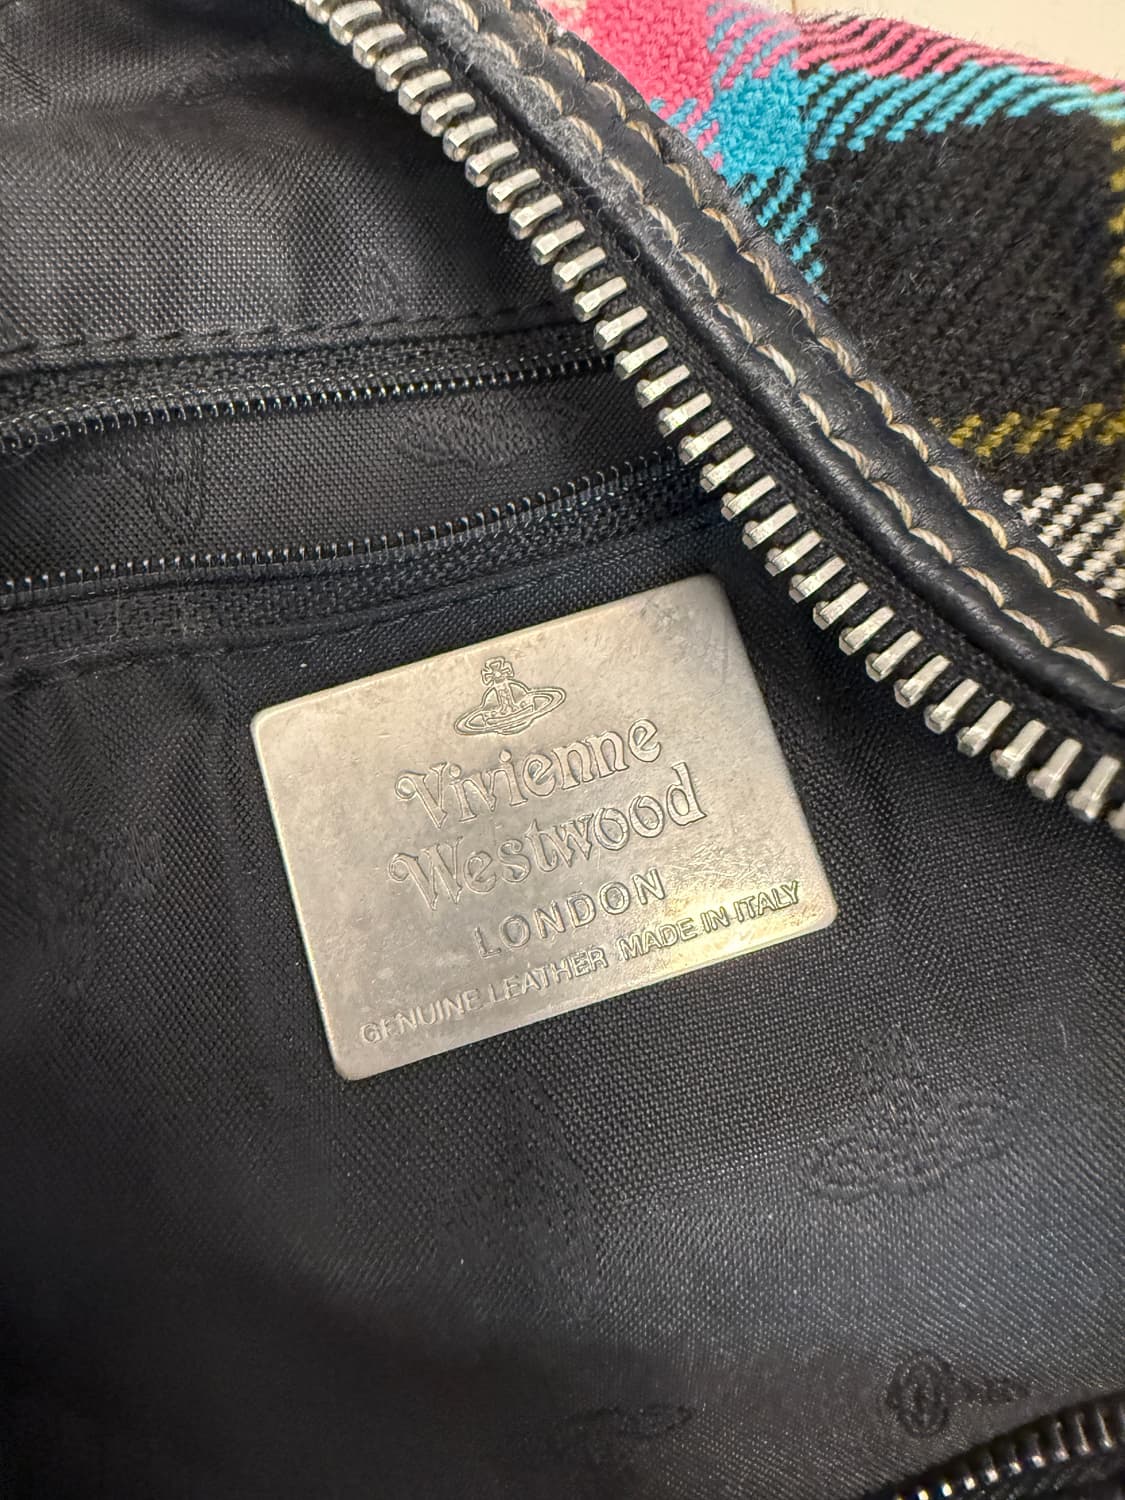 Vivienne
Westwood
LONDON
GENUINE LEATHER MADE IN ITALY